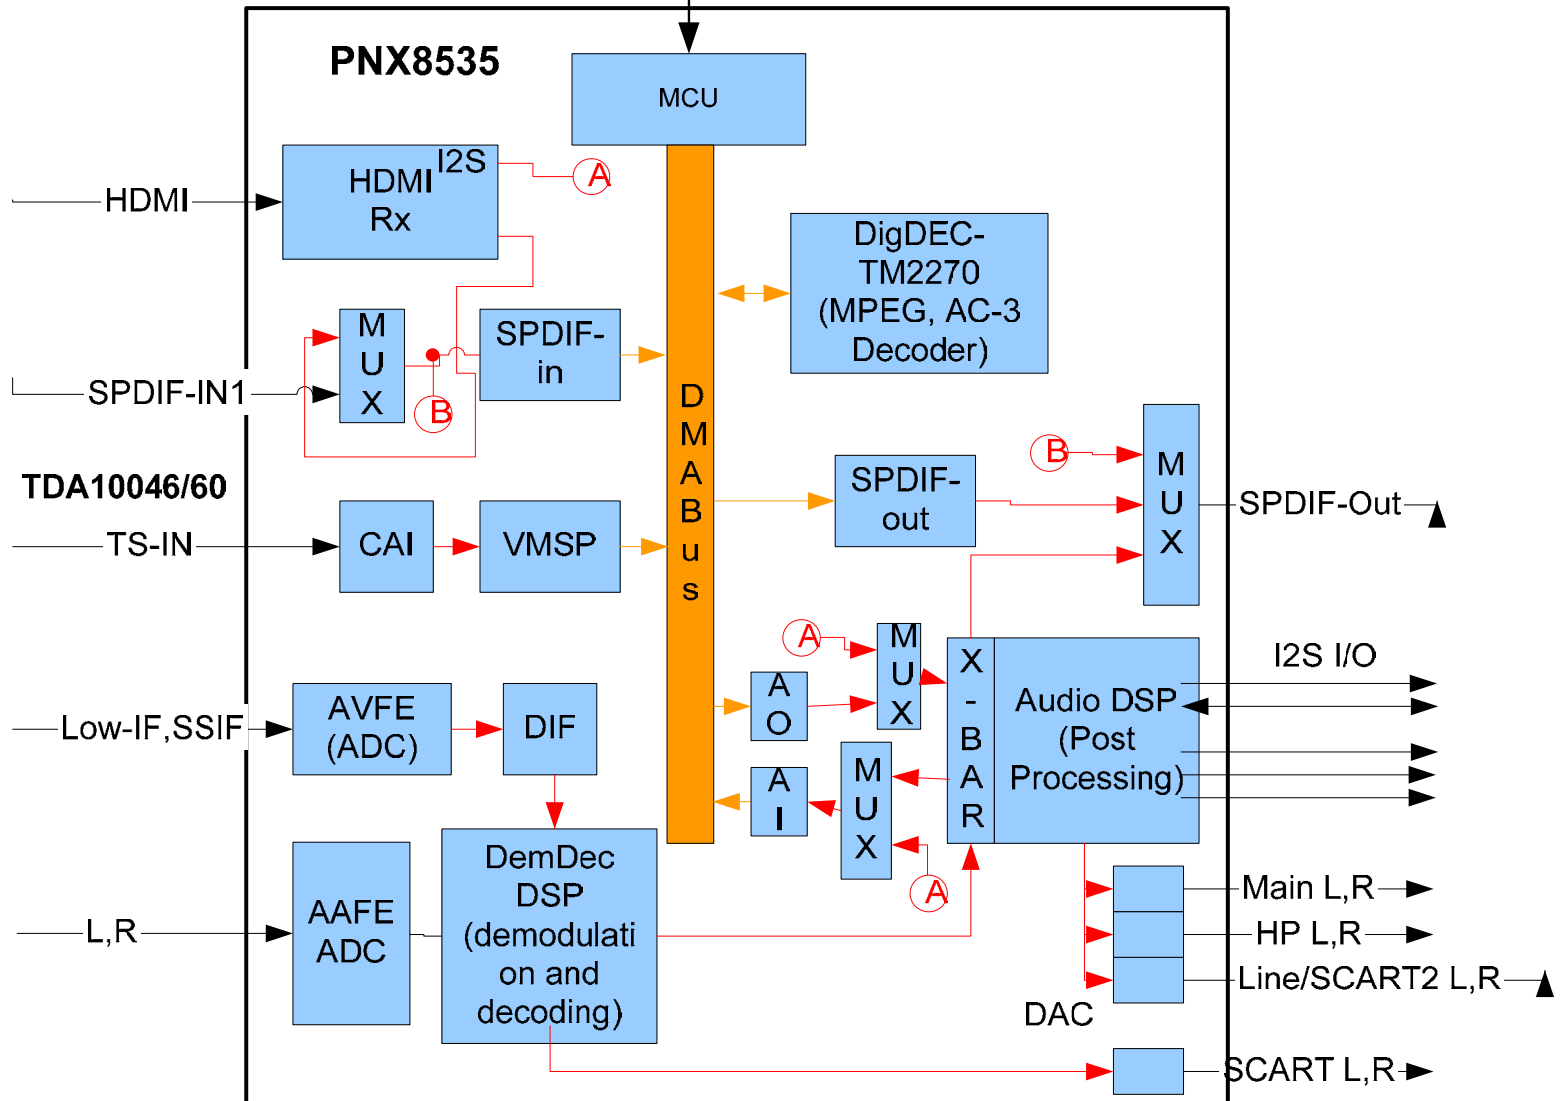 PNX8535
MCU
I2S
HDMI
Rx
A
HDMI
DigDEC-
TM2270
(MPEG, AC-3
Decoder)
M
U
X
SPDIF-
in
SPDIF-IN1
B
D
M
A
B
u
s
TDA10046/60
TS-IN
CAI
VMSP
SPDIF-
out
B
M
U
X
SPDIF-Out
A
M
U
X
A
O
X
-
B
A
R
Audio DSP
(Post
Processing)
I2S I/O
Low-IF,SSIF
AVFE
(ADC)
DIF
A
I
M
U
X
A
L,R
AAFE
ADC
DemDec
DSP
(demodulati
on and
decoding)
Main L,R
HP L,R
Line/SCART2 L,R
DAC
SCART L,R